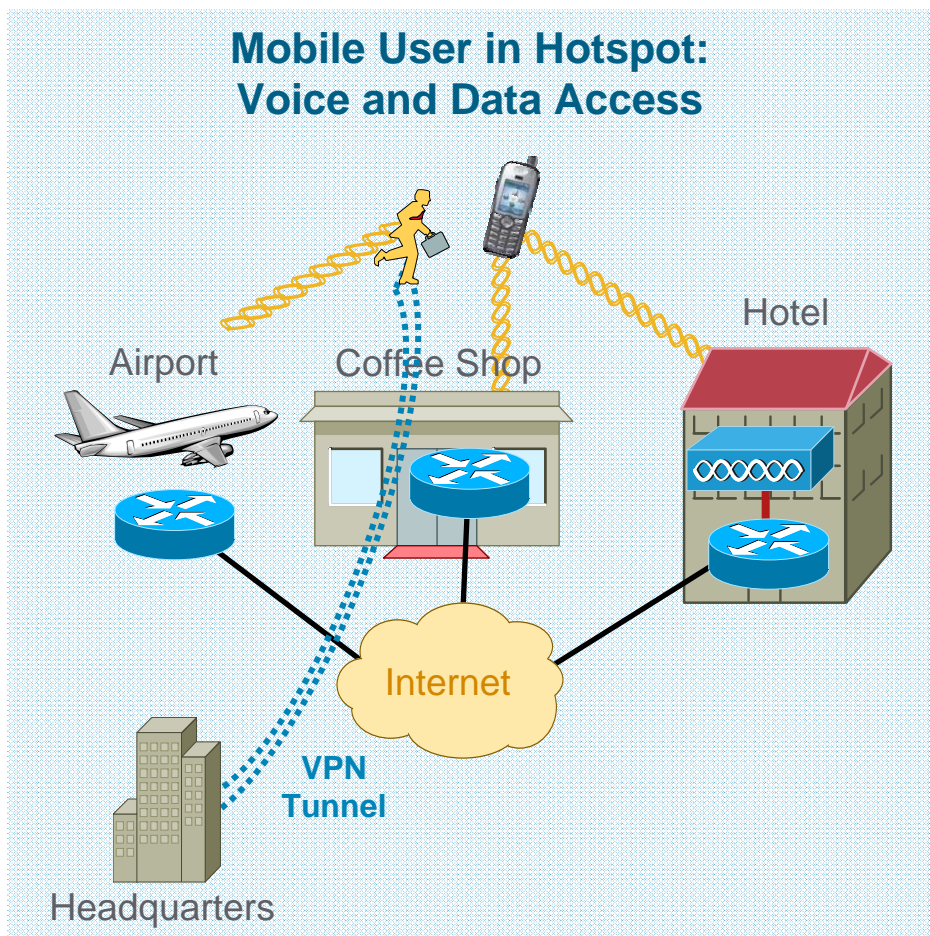 Mobile User in Hotspot:
Voice and Data Access
Hotel
Airport
Coffee Shop
Internet
VPN
Tunnel
Headquarters